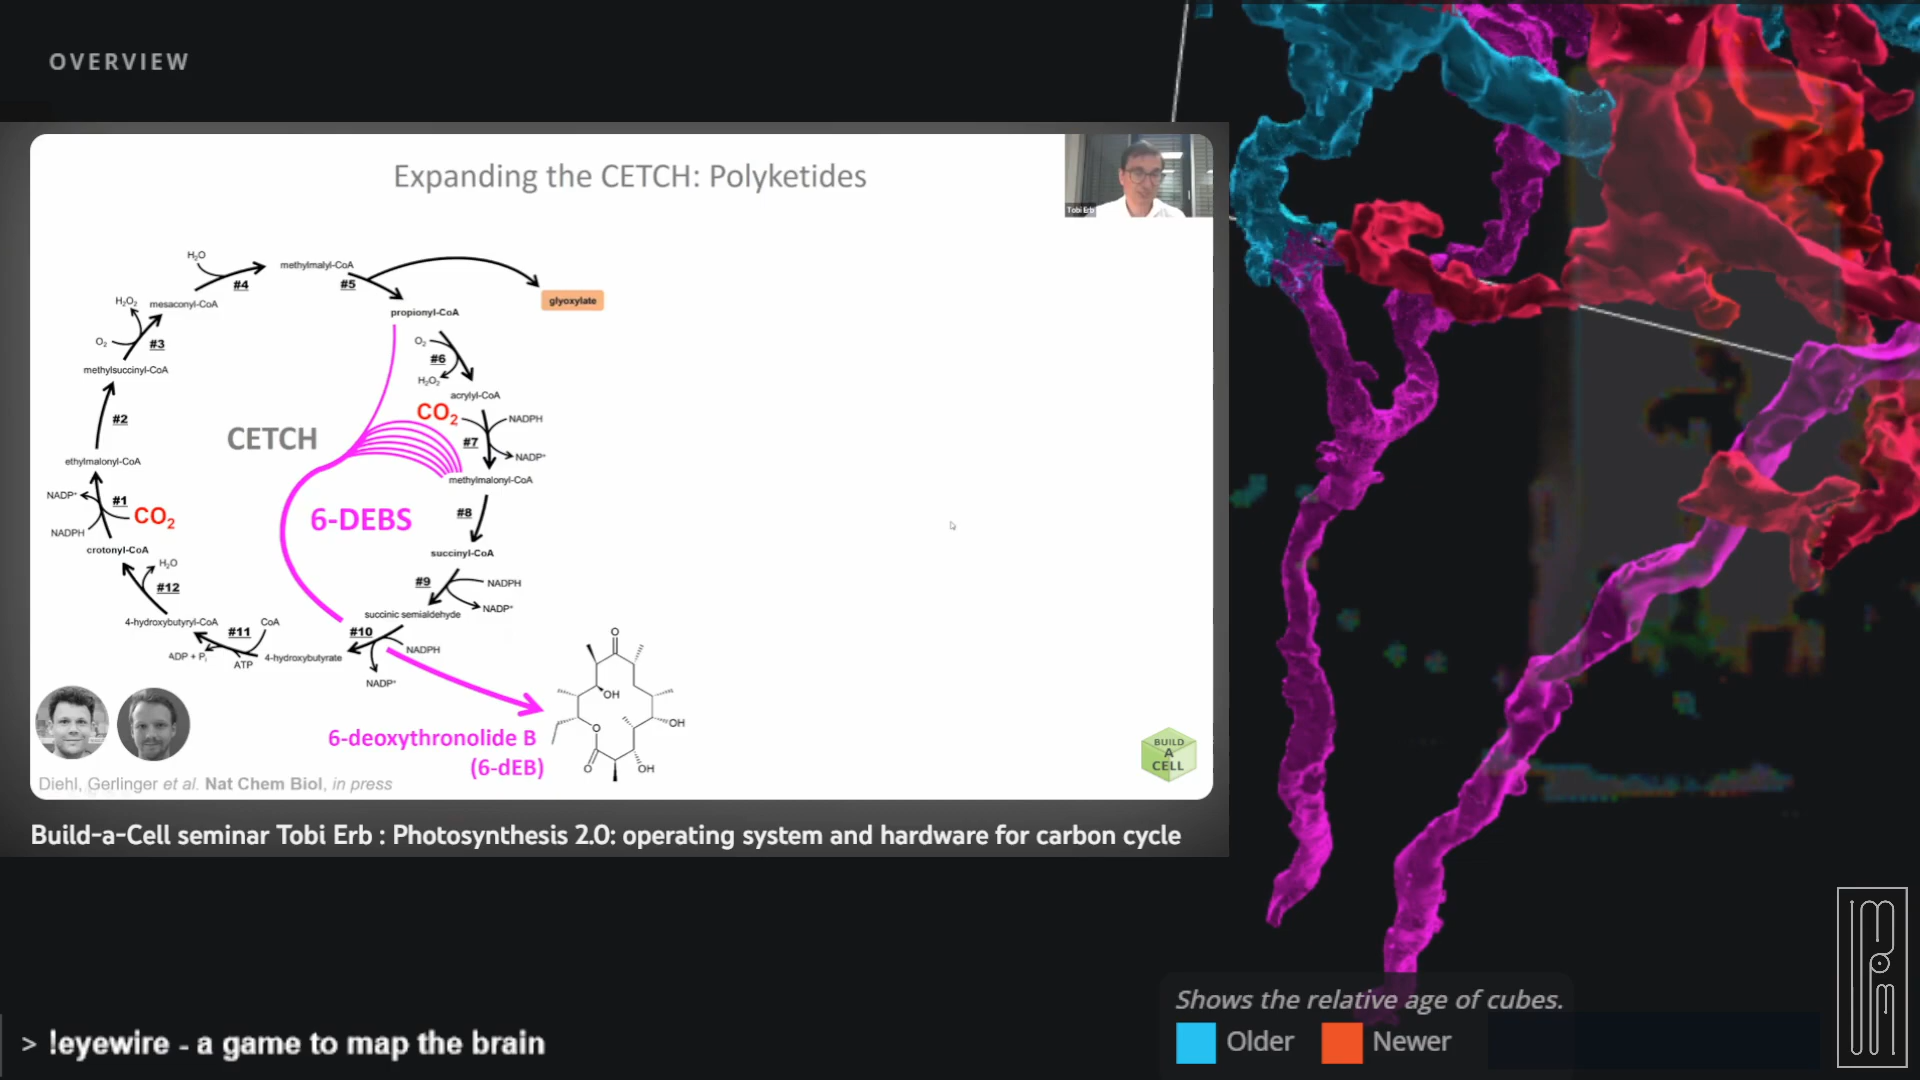 OVERVIEW
Expanding the CETCH: Polyketides
Tobi Erb
H₂O
methylmalyl-CoA
#4
#5
glyoxylate
H₂O₂
mesaconyl-CoA
propionyl-CoA
O₂
#3
O₂
#6
H₂O₂
methylsuccinyl-CoA
acrylyl-CoA
CO₂
NADPH
#2
CETCH
#7
NADP⁺
ethylmalonyl-CoA
methylmalonyl-CoA
NADP⁺
#1
CO₂
6-DEBS
#8
NADPH
crotonyl-CoA
succinyl-CoA
H₂O
#9
NADPH
#12
NADP⁺
succinic semialdehyde
4-hydroxybutyryl-CoA
CoA
#11
#10
ADP + Pᵢ
ATP
4-hydroxybutyrate
NADPH
NADP⁺
O
OH
OH
O
O
OH
6-deoxythronolide B
(6-dEB)
BUILD
A
CELL
Diehl, Gerlinger et al. Nat Chem Biol, in press
Build-a-Cell seminar Tobi Erb : Photosynthesis 2.0: operating system and hardware for carbon cycle
Shows the relative age of cubes.
Older
Newer
> !eyewire - a game to map the brain